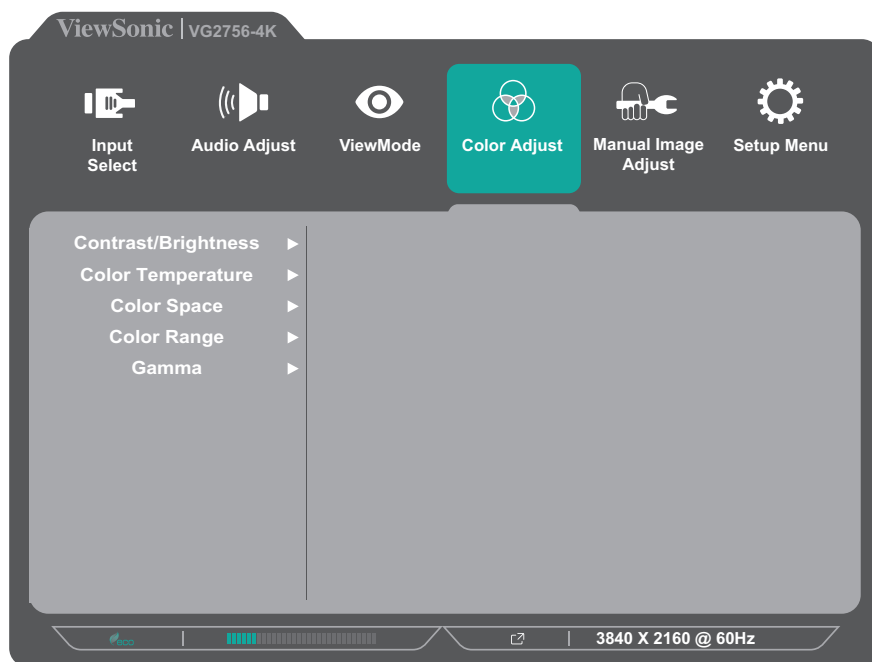 ViewSonic | VG2756-4K
Input Select
Audio Adjust
ViewMode
Color Adjust
Manual Image Adjust
Setup Menu
Contrast/Brightness
Color Temperature
Color Space
Color Range
Gamma
eco
3840 X 2160 @ 60Hz